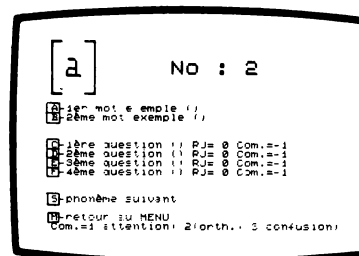 [a] No : 2
A-1er mot e emple ()
B-2ème mot exemple ()
C-1ère question () RJ= 0 Com.=-1
D-2ème question () RJ= 0 Com.=-1
E-3ème question () RJ= 0 Com.=-1
F-4ème question () RJ= 0 Com.=-1
S-phonème suivant
M-retour au MENU
Com.=1 attention; 2(orth.; 3 confusion)